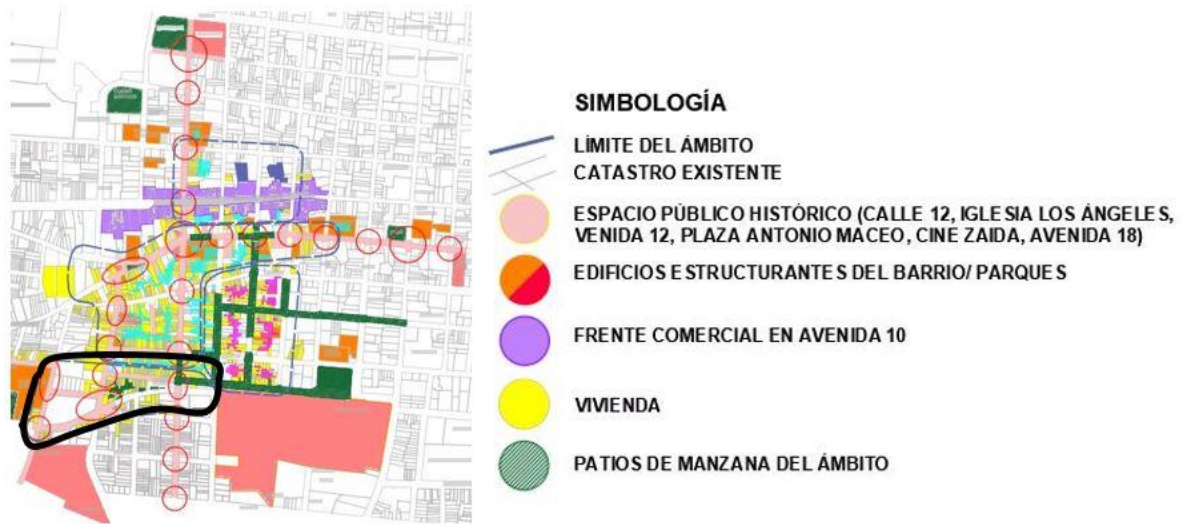 SIMBOLOGÍA
LÍMITE DEL ÁMBITO
CATASTRO EXISTENTE
ESPACIO PÚBLICO HISTÓRICO (CALLE 12, IGLESIA LOS ÁNGELES,
VENIDA 12, PLAZA ANTONIO MACEO, CINE ZAIDA, AVENIDA 18)
EDIFICIOS ESTRUCTURANTES DEL BARRIO/ PARQUES
FRENTE COMERCIAL EN AVENIDA 10
VIVIENDA
PATIOS DE MANZANA DEL ÁMBITO